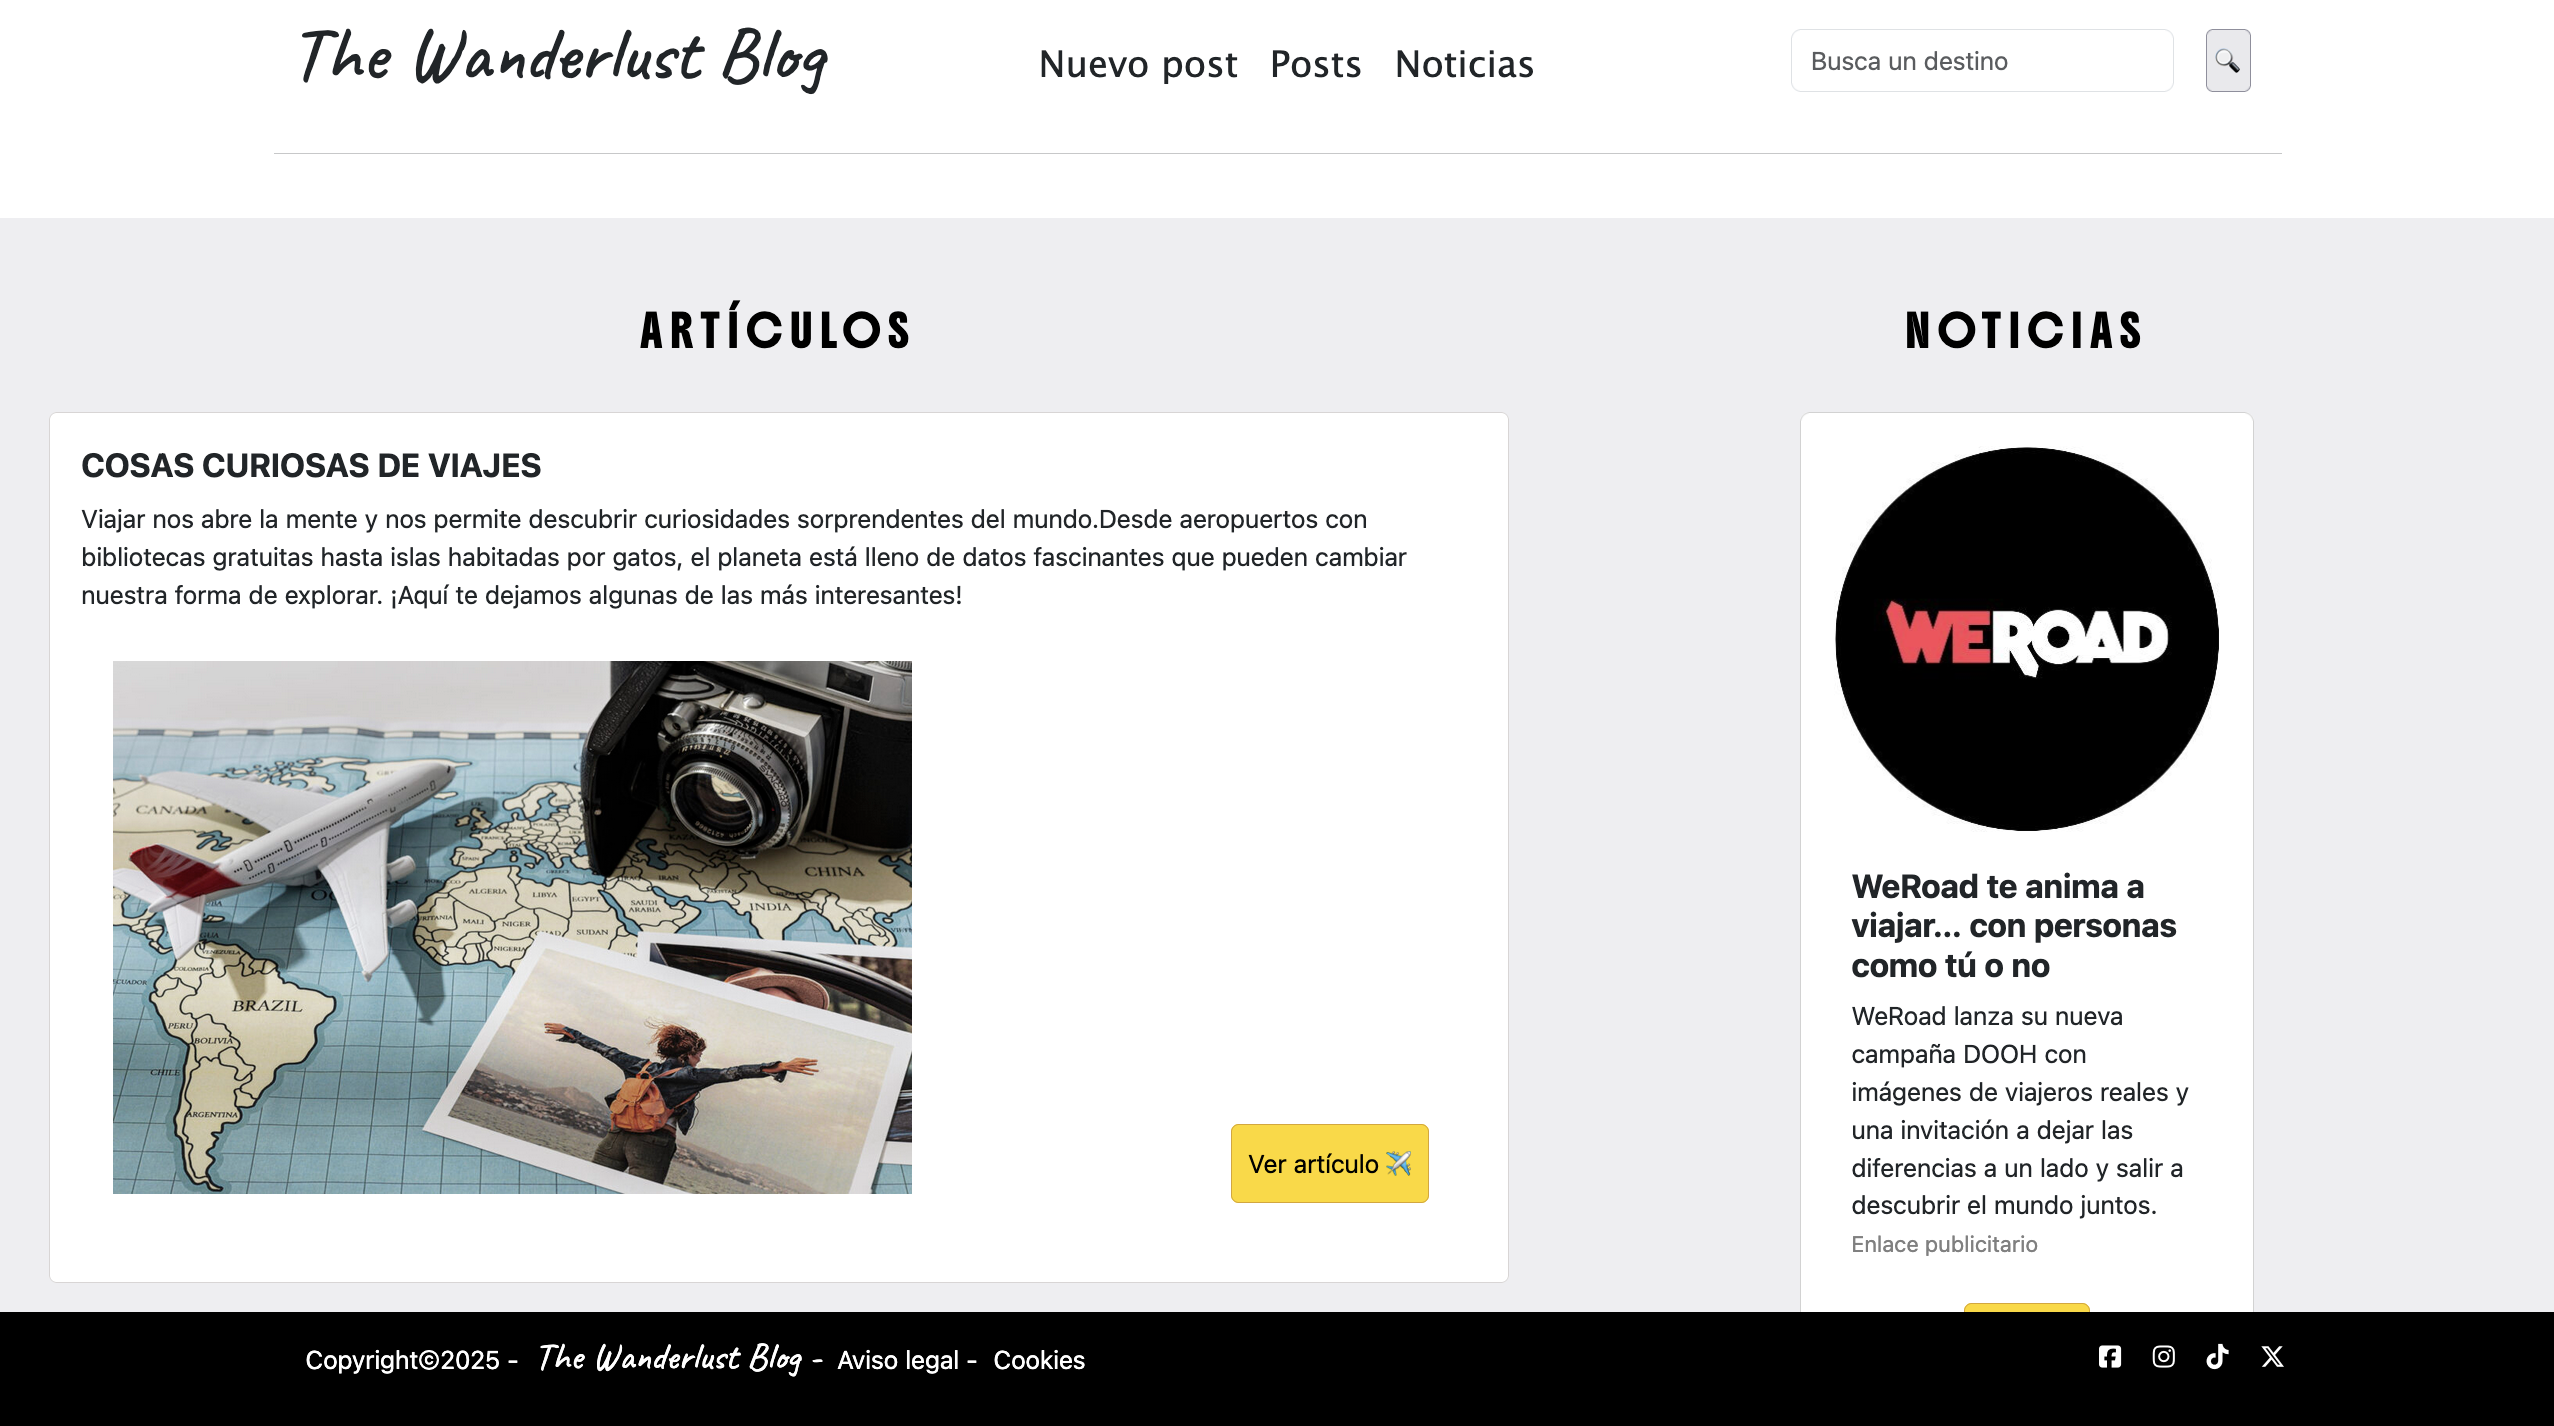 The Wanderlust Blog
Nuevo post Posts Noticias
Busca un destino
ARTÍCULOS
NOTICIAS
COSAS CURIOSAS DE VIAJES
Viajar nos abre la mente y nos permite descubrir curiosidades sorprendentes del mundo.Desde aeropuertos con
bibliotecas gratuitas hasta islas habitadas por gatos, el planeta está lleno de datos fascinantes que pueden cambiar
nuestra forma de explorar. ¡Aquí te dejamos algunas de las más interesantes!
CANADA
CHINA
SPAIN
ALGERIA
LIBYA
EGYPT
SAUDI
ARABIA
IRAN
INDIA
MALI
NIGER
SUDAN
NIGERIA
VENEZUELA
COLOMBIA
BRAZIL
PERU
BOLIVIA
CHILE
ARGENTINA
Ver artículo ✈️
WEROAD
WeRoad te anima a
viajar... con personas
como tú o no
WeRoad lanza su nueva
campaña DOOH con
imágenes de viajeros reales y
una invitación a dejar las
diferencias a un lado y salir a
descubrir el mundo juntos.
Enlace publicitario
Copyright©2025 - The Wanderlust Blog - Aviso legal - Cookies